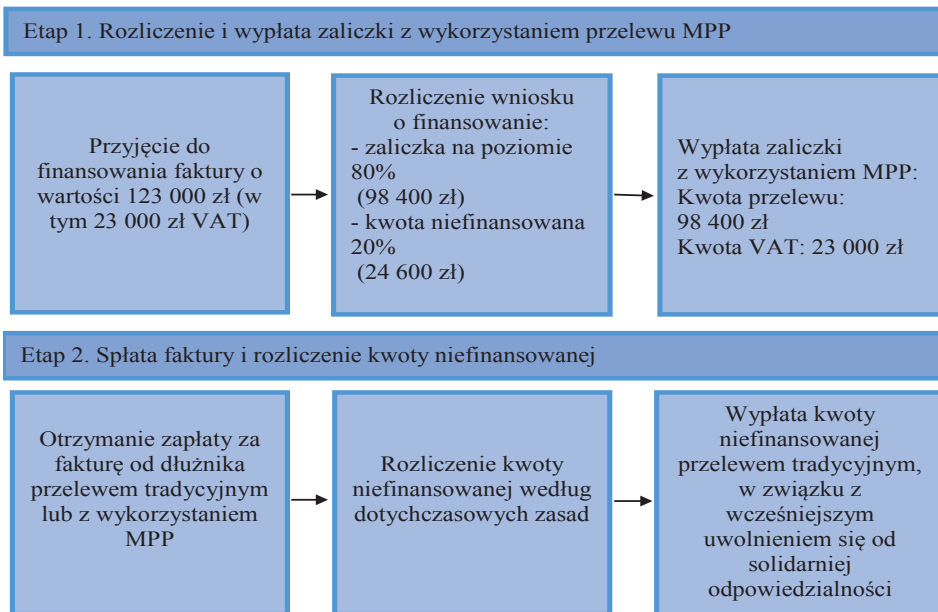 Etap 1. Rozliczenie i wypłata zaliczki z wykorzystaniem przelewu MPP
Przyjęcie do
finansowania faktury o
wartości 123 000 zł (w
tym 23 000 zł VAT)
Rozliczenie wniosku
o finansowanie:
- zaliczka na poziomie
80%
(98 400 zł)
- kwota niefinansowana
20%
(24 600 zł)
Wypłata zaliczki
z wykorzystaniem MPP:
Kwota przelewu:
98 400 zł
Kwota VAT: 23 000 zł
Etap 2. Spłata faktury i rozliczenie kwoty niefinansowanej
Otrzymanie zapłaty za
fakturę od dłużnika
przelewem tradycyjnym
lub z wykorzystaniem
MPP
Rozliczenie kwoty
niefinansowanej według
dotychczasowych zasad
Wypłata kwoty
niefinansowanej
przelewem tradycyjnym,
w związku z
wcześniejszym
uwolnieniem się od
solidarniej
odpowiedzialności